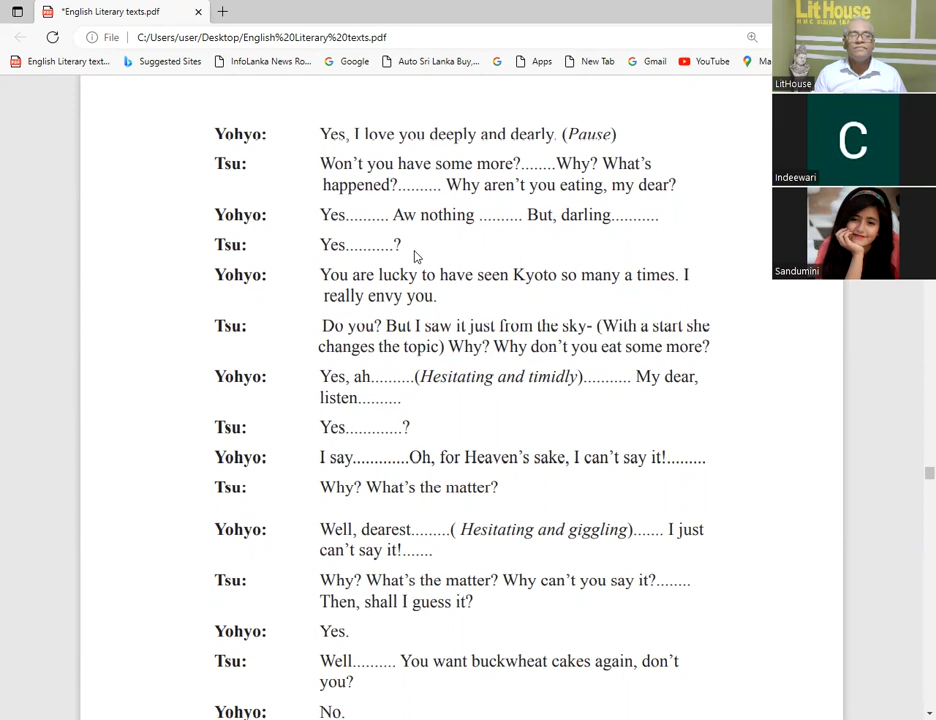 *English Literary texts.pdf
File
C:/Users/user/Desktop/English%20Literary%20texts.pdf
English Literary text...
Suggested Sites
InfoLanka News Ro...
Google
Auto Sri Lanka Buy,...
Apps
New Tab
Gmail
YouTube
Ma
LitHouse
LitHouse
C
Indeewari
Sandumini
Yohyo: Yes, I love you deeply and dearly. (Pause)
Tsu: Won't you have some more?........Why? What's
happened?.......... Why aren't you eating, my dear?
Yohyo: Yes.......... Aw nothing .......... But, darling...........
Tsu: Yes...........?
Yohyo: You are lucky to have seen Kyoto so many a times. I
really envy you.
Tsu: Do you? But I saw it just from the sky- (With a start she
changes the topic) Why? Why don't you eat some more?
Yohyo: Yes, ah..........(Hesitating and timidly)........... My dear,
listen..........
Tsu: Yes.............?
Yohyo: I say.............Oh, for Heaven's sake, I can't say it!.........
Tsu: Why? What's the matter?
Yohyo: Well, dearest.........( Hesitating and giggling)....... I just
can't say it!.......
Tsu: Why? What's the matter? Why can't you say it?........
Then, shall I guess it?
Yohyo: Yes.
Tsu: Well.......... You want buckwheat cakes again, don't
you?
Yohyo: No.